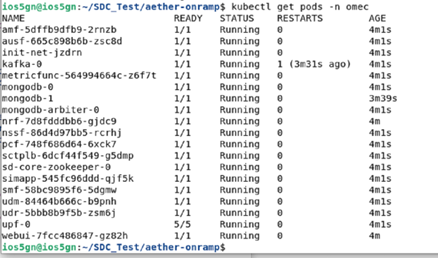 ios5gn@ios5gn:~/SDC_Test/aether-onramp$ kubectl get pods -n omec
NAME READY STATUS RESTARTS AGE
amf-5dffb9dfb9-2rnzb 1/1 Running 0 4m1s
ausf-665c898b6b-zsc8d 1/1 Running 0 4m1s
init-net-jzdrn 1/1 Running 0 4m1s
kafka-0 1/1 Running 1 (3m31s ago) 4m1s
metricfunc-564994664c-z6f7t 1/1 Running 0 4m1s
mongodb-0 1/1 Running 0 4m1s
mongodb-1 1/1 Running 0 3m39s
mongodb-arbiter-0 1/1 Running 0 4m1s
nrf-7d8fdddbb6-gjdc9 1/1 Running 0 4m
nssf-86d4d97bb5-rcrhj 1/1 Running 0 4m1s
pcf-748f686d64-6xck7 1/1 Running 0 4m1s
sctplb-6dcf44f549-g5dmp 1/1 Running 0 4m1s
sd-core-zookeeper-0 1/1 Running 0 4m1s
simapp-545fc96ddd-qjf5k 1/1 Running 0 4m1s
smf-58bc9895f6-5dgmw 1/1 Running 0 4m1s
udm-84464b666c-b9pnh 1/1 Running 0 4m1s
udr-5bbb8b9f5b-zsm6j 1/1 Running 0 4m1s
upf-0 5/5 Running 0 4m1s
webui-7fcc486847-gz82h 1/1 Running 0 4m
ios5gn@ios5gn:~/SDC_Test/aether-onramp$